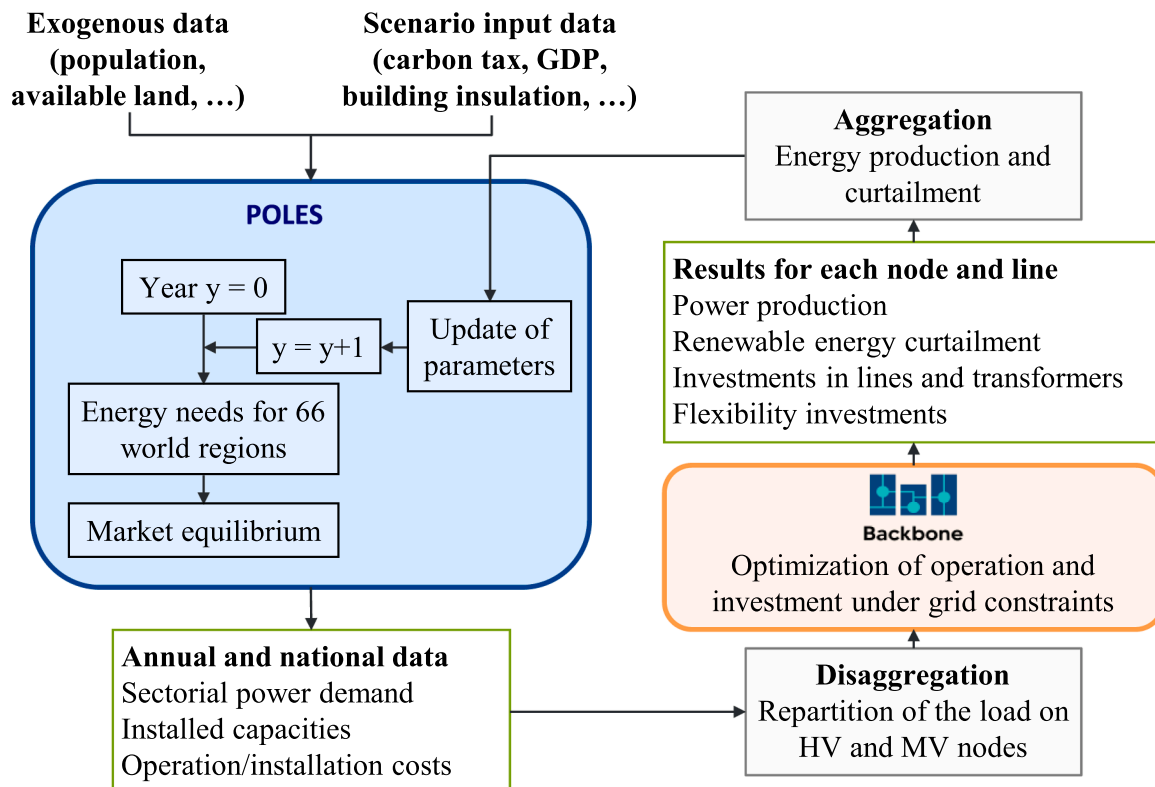 Exogenous data
(population,
available land, …)
Scenario input data
(carbon tax, GDP,
building insulation, …)
POLES
Year y = 0
y = y+1
Update of
parameters
Energy needs for 66
world regions
Market equilibrium
Annual and national data
Sectorial power demand
Installed capacities
Operation/installation costs
Disaggregation
Repartition of the load on
HV and MV nodes
Backbone
Optimization of operation and
investment under grid constraints
Results for each node and line
Power production
Renewable energy curtailment
Investments in lines and transformers
Flexibility investments
Aggregation
Energy production and
curtailment